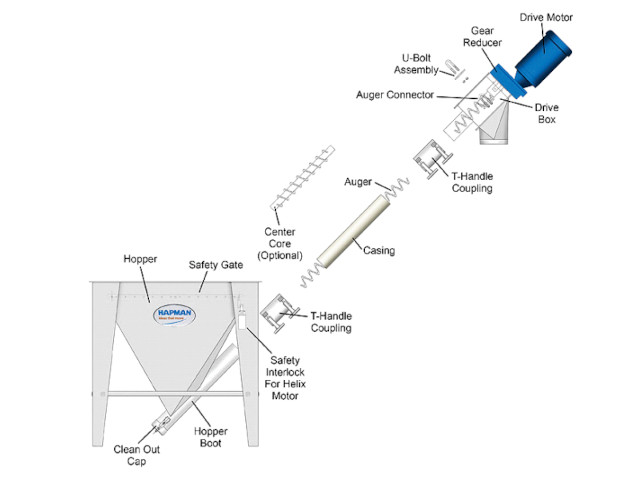 Drive Motor
Gear
Reducer
U-Bolt
Assembly
Auger Connector
Drive
Box
T-Handle
Coupling
Auger
Center
Core
(Optional)
Casing
Hopper
Safety Gate
HAPMAN
T-Handle
Coupling
Safety
Interlock
For Helix
Motor
Hopper
Boot
Clean Out
Cap